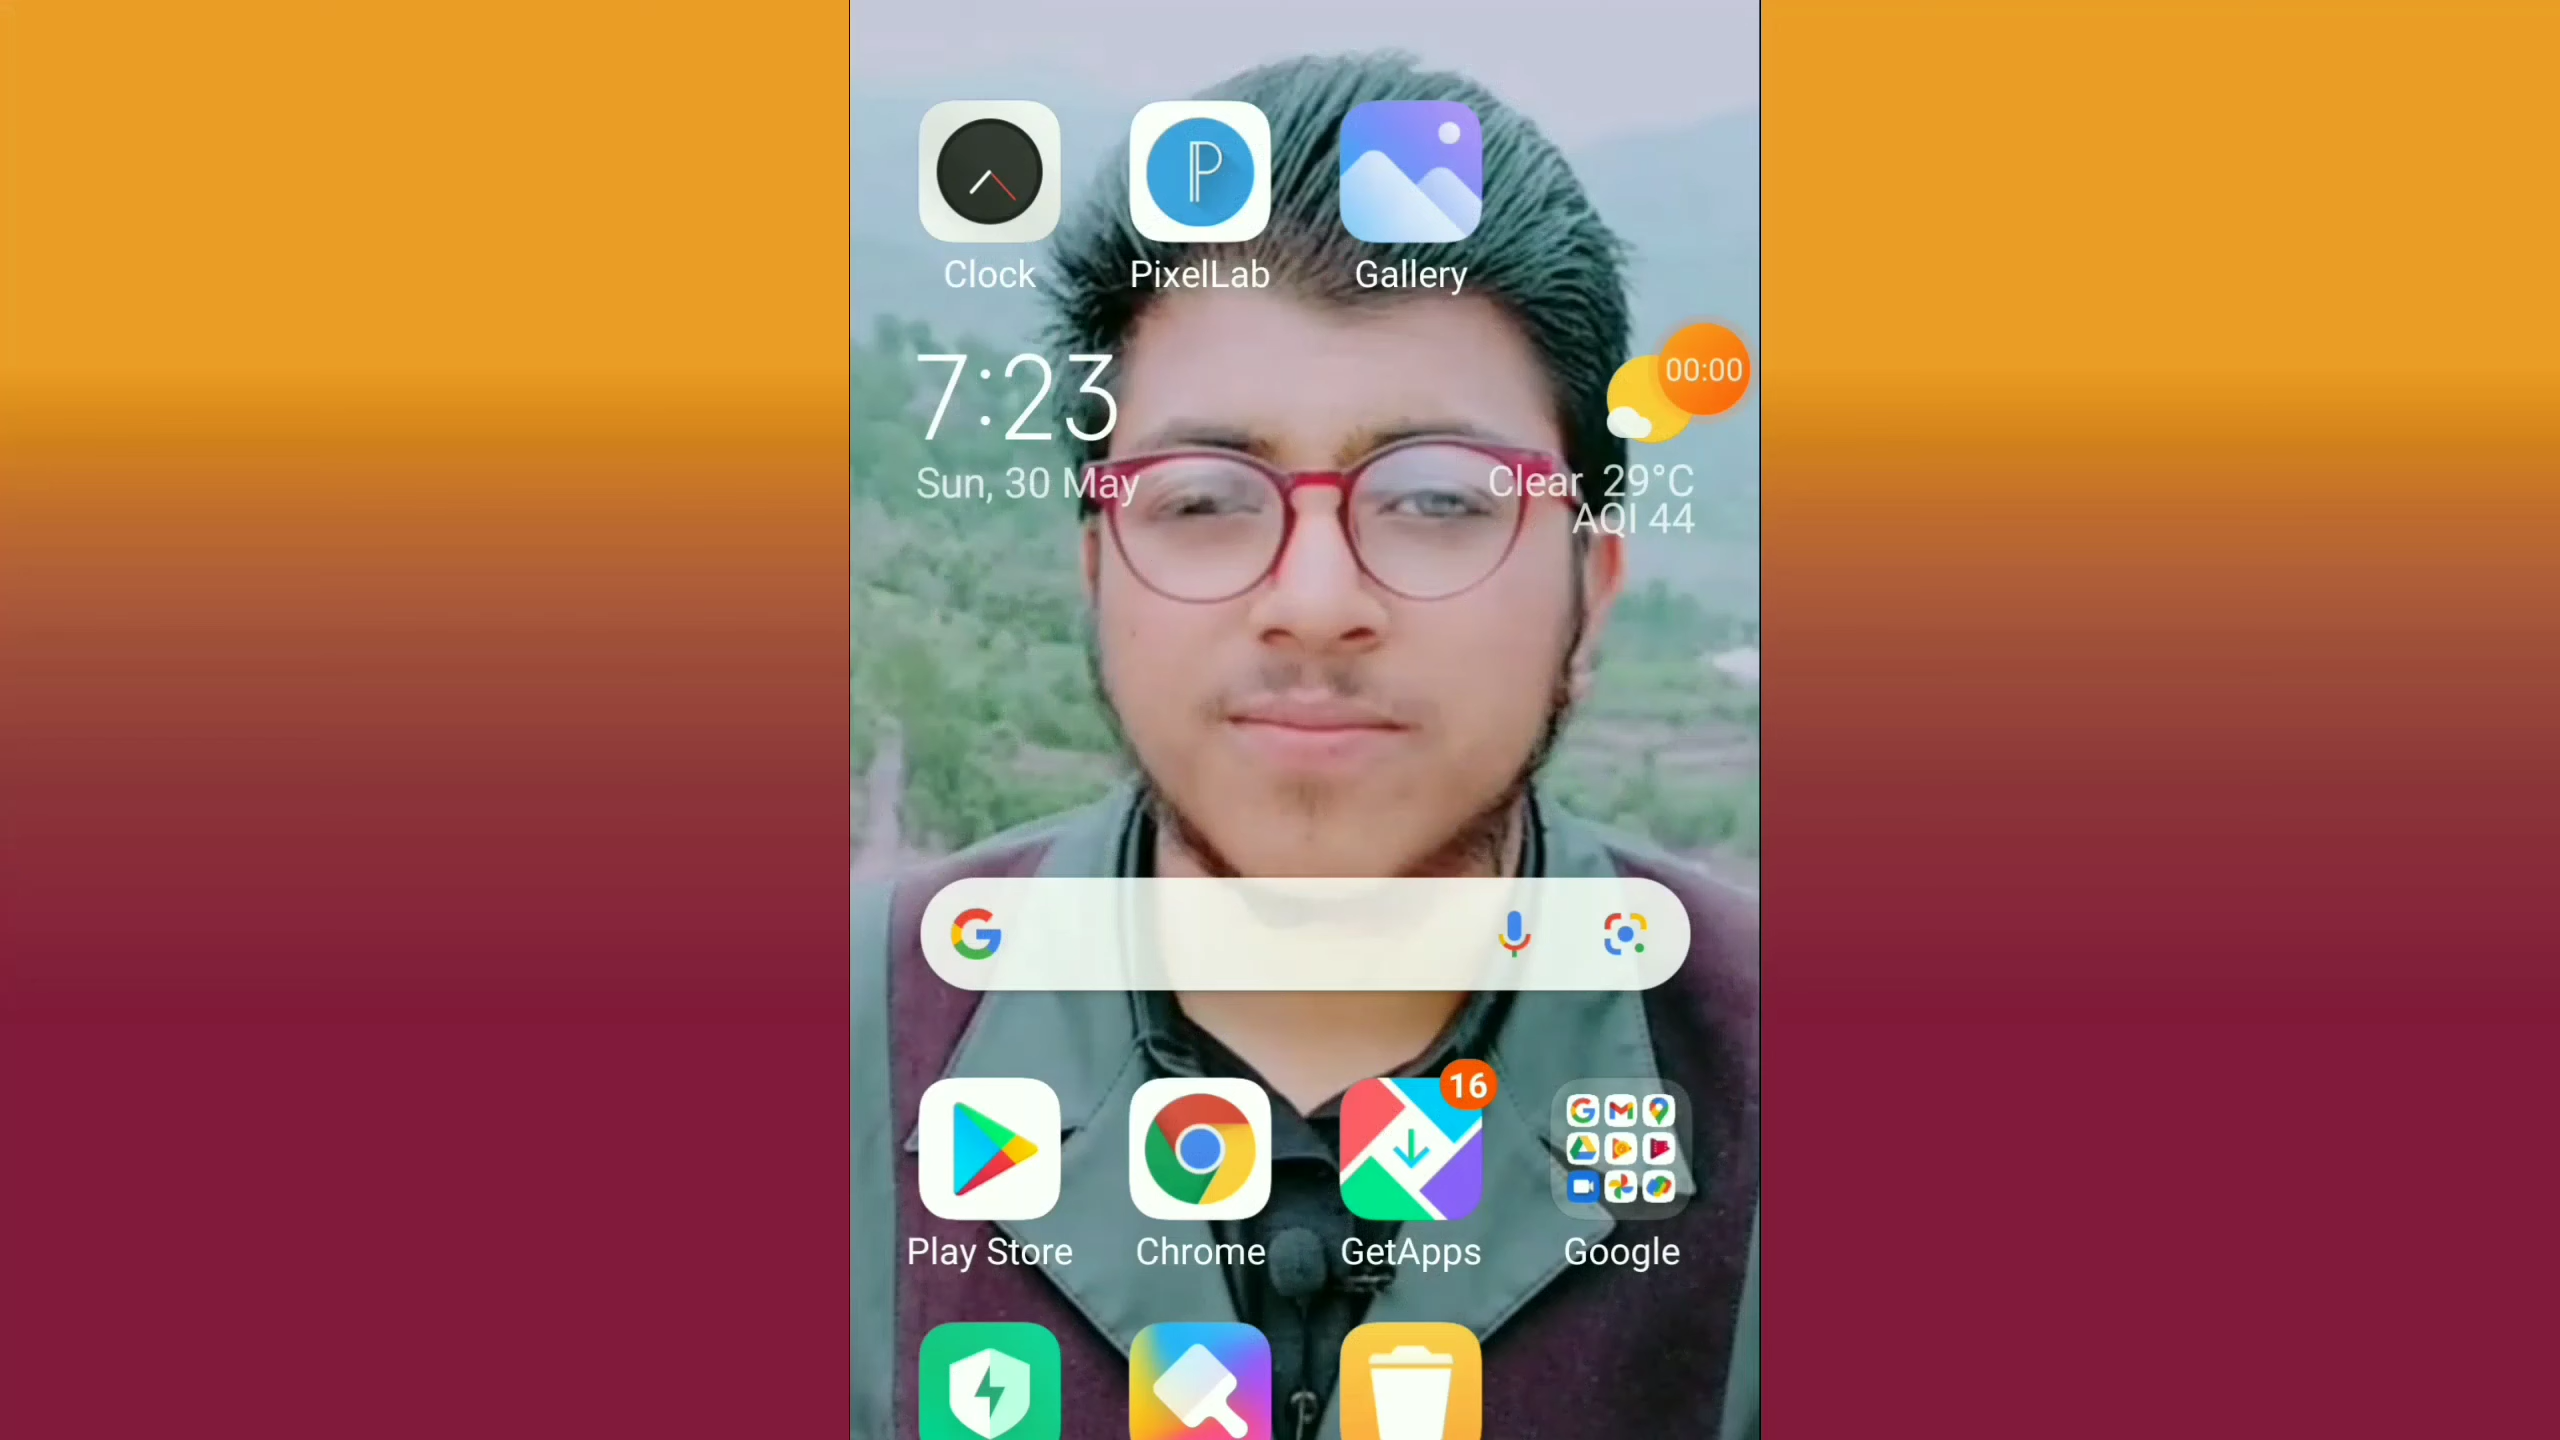 Clock PixelLab Gallery
7:23
00:00
Sun, 30 May
Clear 29°C
AQI 44
16
Play Store Chrome GetApps Google